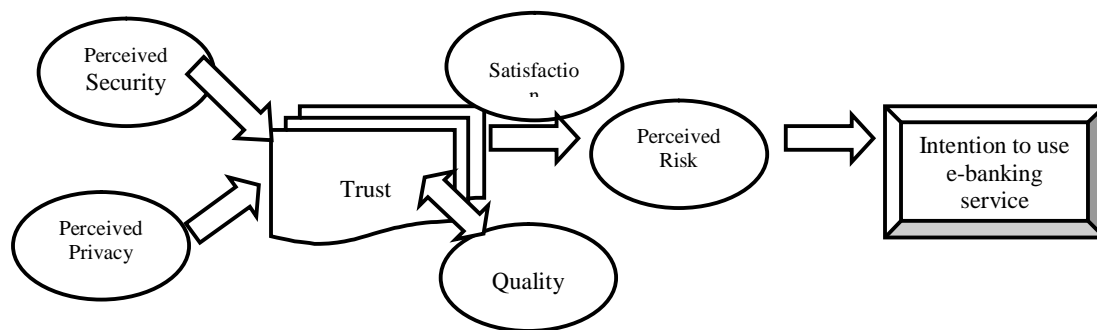 Perceived
Security
Satisfactio
n
Perceived
Risk
Intention to use
e-banking
service
Trust
Perceived
Privacy
Quality